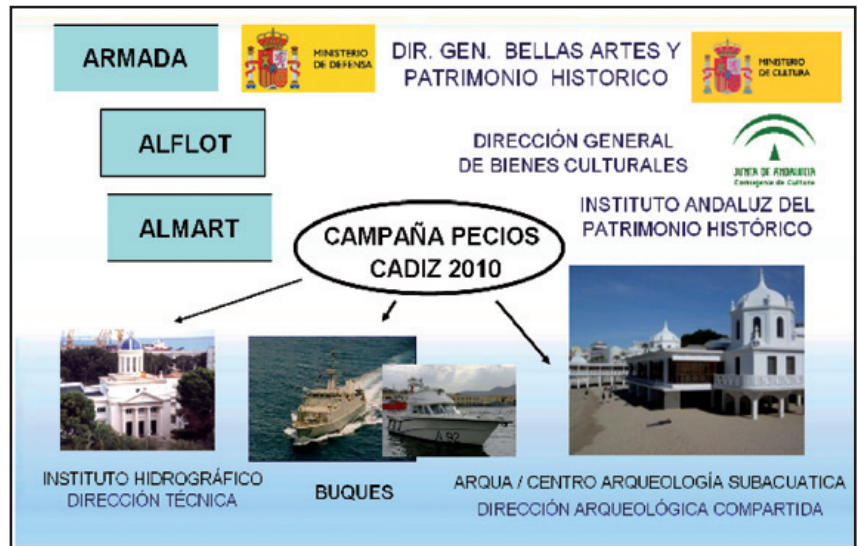 ARMADA
MINISTERIO
DE DEFENSA
DIR. GEN. BELLAS ARTES Y
PATRIMONIO HISTORICO
MINISTERIO
DE CULTURA
ALFLOT
DIRECCIÓN GENERAL
DE BIENES CULTURALES
JUNTA DE ANDALUCIA
Consejería de Cultura
ALMART
INSTITUTO ANDALUZ DEL
PATRIMONIO HISTÓRICO
CAMPAÑA PECIOS
CADIZ 2010
A 92
INSTITUTO HIDROGRÁFICO
DIRECCIÓN TÉCNICA
BUQUES
ARQUA / CENTRO ARQUEOLOGÍA SUBACUATICA
DIRECCIÓN ARQUEOLÓGICA COMPARTIDA